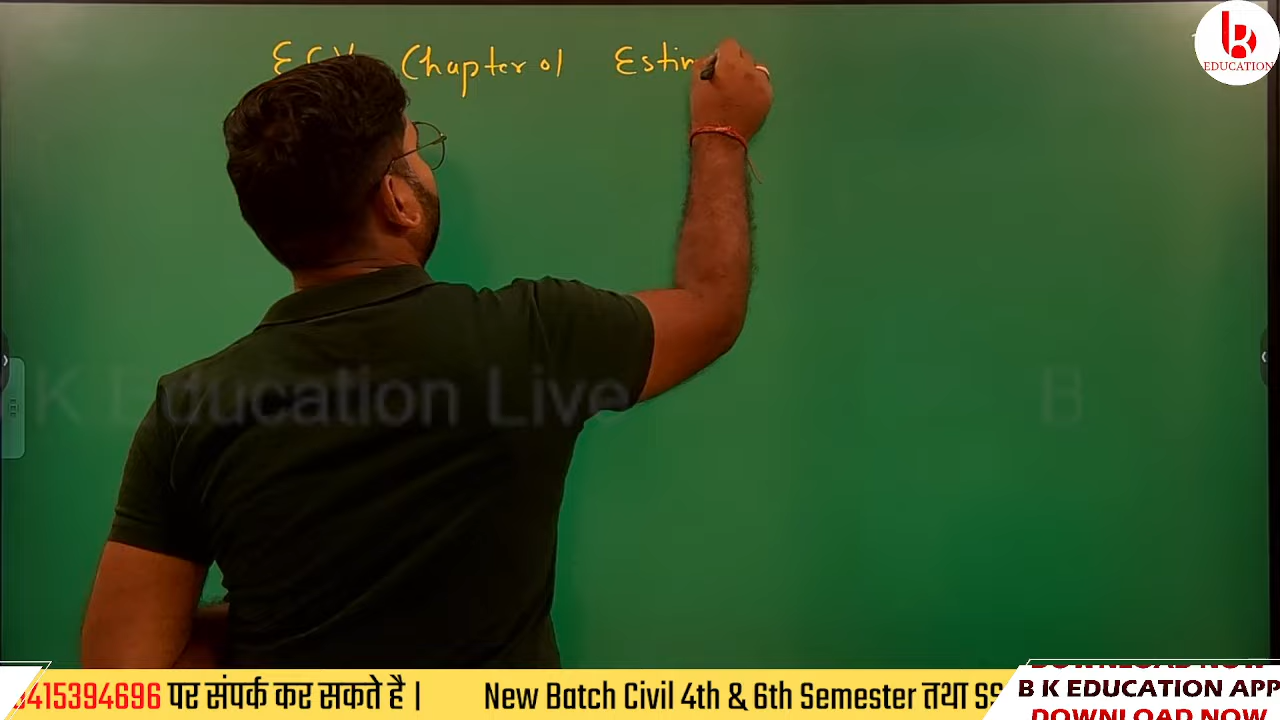 Chapter 01
EDUCATION
K Education Live
B
9415394696 पर संपर्क कर सकते है । New Batch Civil 4th & 6th Semester तथा
B K EDUCATION APP
DOWNLOAD NOW